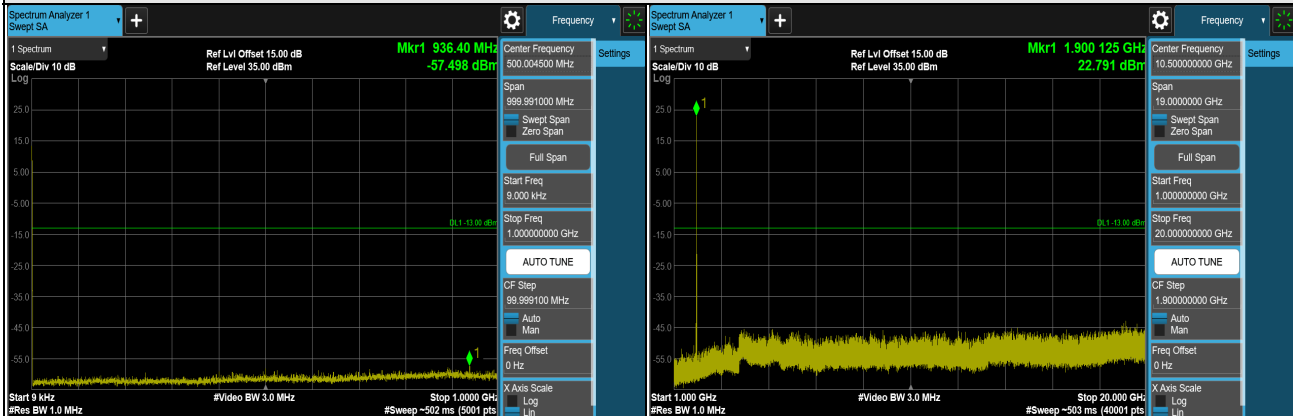 Spectrum Analyzer 1
Swept SA
+
Frequency
1 Spectrum
Scale/Div 10 dB
Log
Ref Lvl Offset 15.00 dB
Ref Level 35.00 dBm
Mkr1 936.40 MHz
-57.498 dBm
25.0
15.0
5.00
-5.00
-15.0
-25.0
-35.0
-45.0
-55.0
DL1 -13.00 dBm
1
Start 9 kHz
#Res BW 1.0 MHz
#Video BW 3.0 MHz
Stop 1.0000 GHz
#Sweep ~502 ms (5001 pts
Center Frequency
500.004500 MHz
Span
999.991000 MHz
Swept Span
Zero Span
Full Span
Start Freq
9.000 kHz
Stop Freq
1.000000000 GHz
AUTO TUNE
CF Step
99.999100 MHz
Auto
Man
Freq Offset
0 Hz
X Axis Scale
Log
Lin
Settings
Spectrum Analyzer 1
Swept SA
+
Frequency
1 Spectrum
Scale/Div 10 dB
Log
Ref Lvl Offset 15.00 dB
Ref Level 35.00 dBm
Mkr1 1.900 125 GHz
22.791 dBm
25.0
15.0
5.00
-5.00
-15.0
-25.0
-35.0
-45.0
-55.0
1
DL1 -13.00 dBm
Start 1.000 GHz
#Res BW 1.0 MHz
#Video BW 3.0 MHz
Stop 20.000 GHz
#Sweep ~503 ms (40001 pts
Center Frequency
10.500000000 GHz
Span
19.0000000 GHz
Swept Span
Zero Span
Full Span
Start Freq
1.000000000 GHz
Stop Freq
20.000000000 GHz
AUTO TUNE
CF Step
1.900000000 GHz
Auto
Man
Freq Offset
0 Hz
X Axis Scale
Log
Lin
Settings